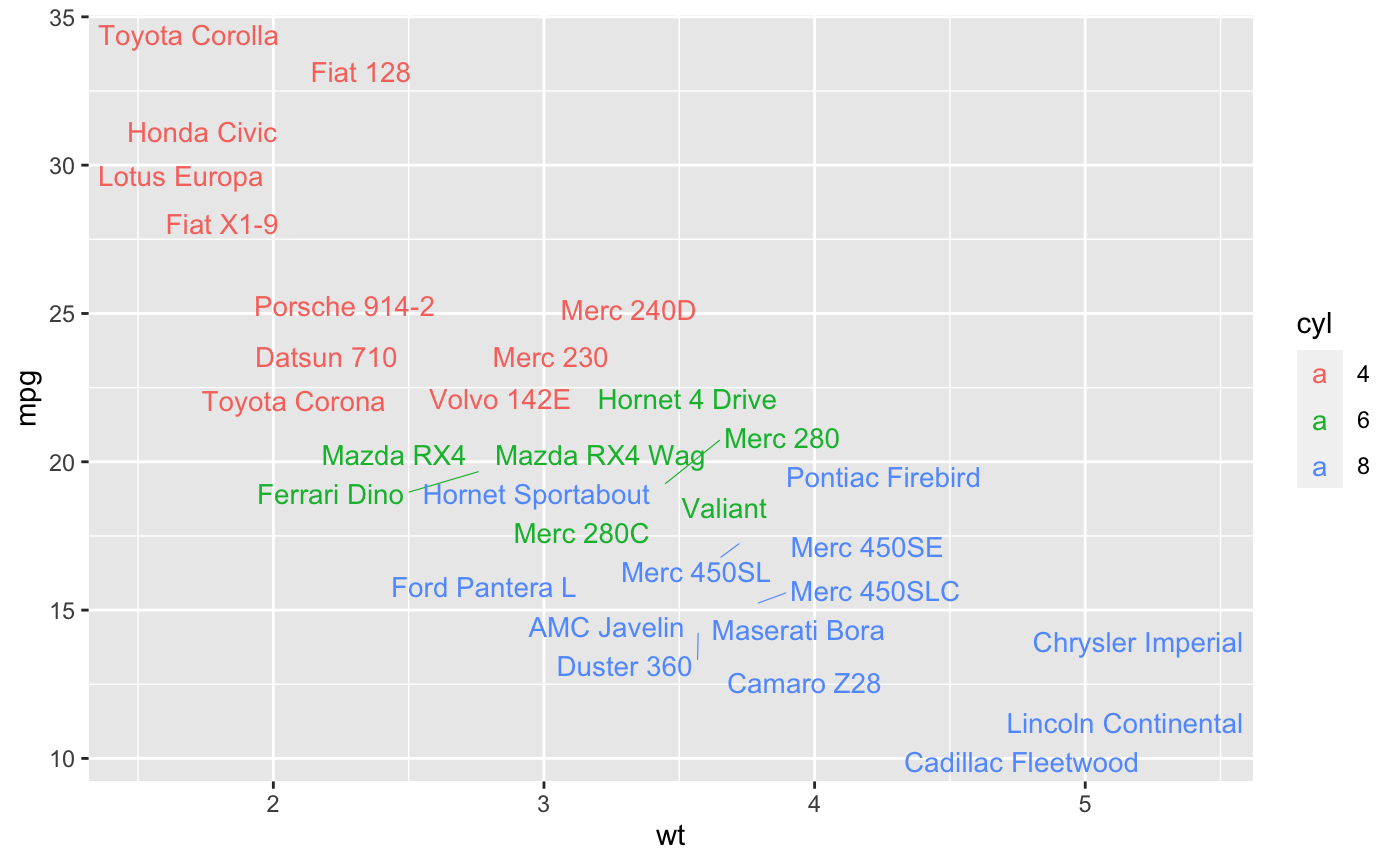 35
Toyota Corolla
Fiat 128
Honda Civic
30
Lotus Europa
Fiat X1-9
Porsche 914-2
Merc 240D
25
Datsun 710
Merc 230
Toyota Corona
Volvo 142E
Hornet 4 Drive
Merc 280
Mazda RX4
Mazda RX4 Wag
20
Pontiac Firebird
Ferrari Dino
Hornet Sportabout
Valiant
Merc 280C
Merc 450SE
Merc 450SL
Ford Pantera L
Merc 450SLC
15
AMC Javelin
Maserati Bora
Chrysler Imperial
Duster 360
Camaro Z28
Lincoln Continental
10
Cadillac Fleetwood
2
3
4
5
wt
mpg
cyl
a 4
a 6
a 8